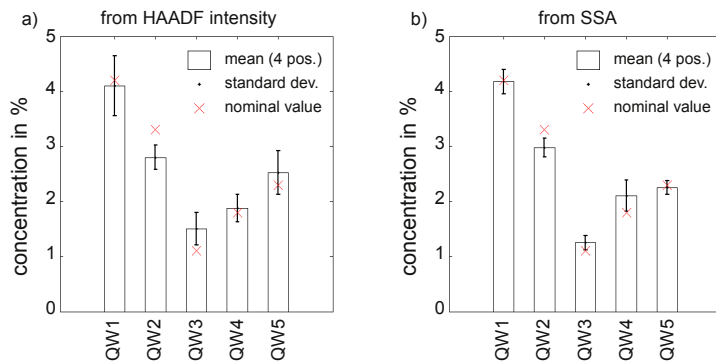 a)
from HAADF intensity
mean (4 pos.)
standard dev.
nominal value
concentration in %
5
4
3
2
1
0
QW1
QW2
QW3
QW4
QW5
b)
from SSA
mean (4 pos.)
standard dev.
nominal value
concentration in %
5
4
3
2
1
0
QW1
QW2
QW3
QW4
QW5